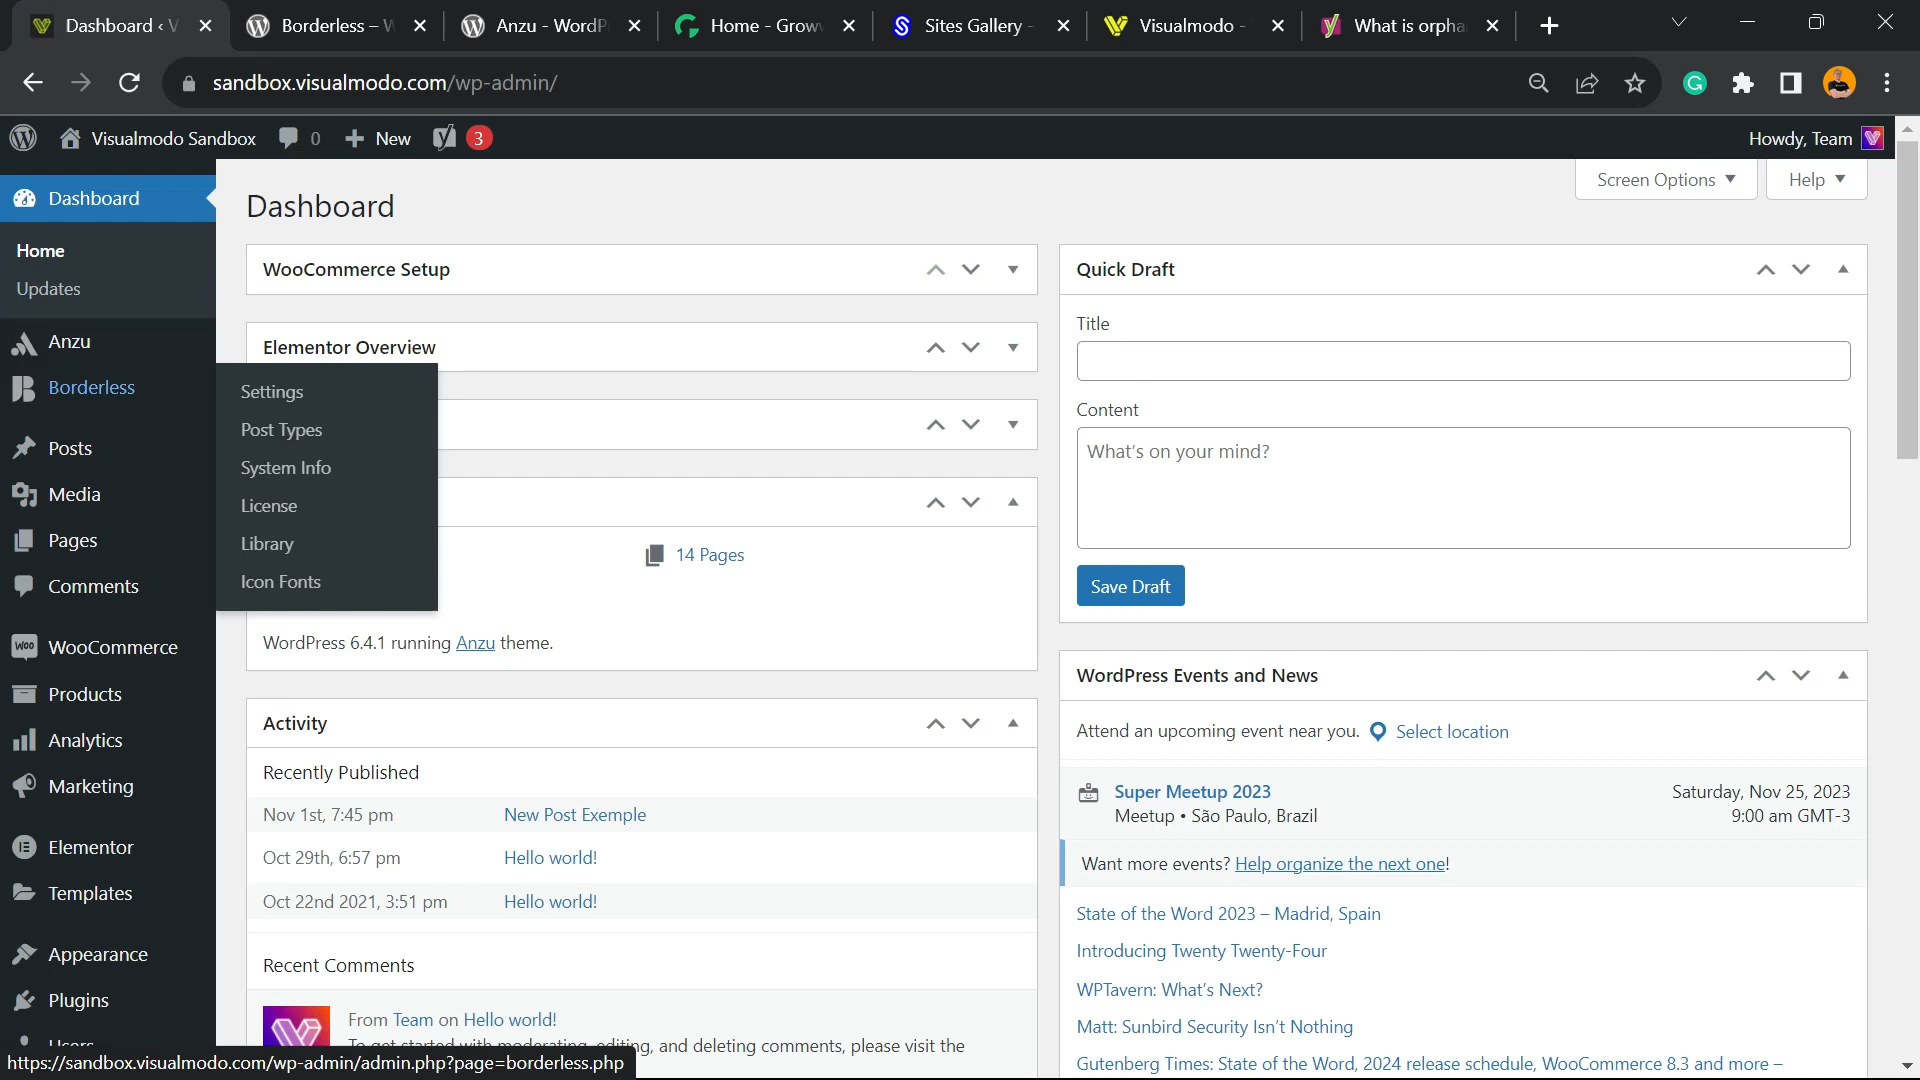 Dashboard ‹ V
Borderless – W
Anzu - WordP
Home - Grow
Sites Gallery -
Visualmodo -
What is orpha
sandbox.visualmodo.com/wp-admin/
Visualmodo Sandbox
0
New
3
Howdy, Team
Dashboard
Home
Updates
Anzu
Borderless
Posts
Media
Pages
Comments
WooCommerce
Products
Analytics
Marketing
Elementor
Templates
Appearance
Plugins
Users
Settings
Post Types
System Info
License
Library
Icon Fonts
Dashboard
Screen Options
Help
WooCommerce Setup
Elementor Overview
14 Pages
WordPress 6.4.1 running Anzu theme.
Activity
Recently Published
Nov 1st, 7:45 pm New Post Exemple
Oct 29th, 6:57 pm Hello world!
Oct 22nd 2021, 3:51 pm Hello world!
Recent Comments
From Team on Hello world!
To get started with moderating, editing, and deleting comments, please visit the
Quick Draft
Title
Content
What's on your mind?
Save Draft
WordPress Events and News
Attend an upcoming event near you. Select location
Super Meetup 2023 Saturday, Nov 25, 2023
Meetup • São Paulo, Brazil 9:00 am GMT-3
Want more events? Help organize the next one!
State of the Word 2023 – Madrid, Spain
Introducing Twenty Twenty-Four
WPTavern: What's Next?
Matt: Sunbird Security Isn't Nothing
Gutenberg Times: State of the Word, 2024 release schedule, WooCommerce 8.3 and more –
https://sandbox.visualmodo.com/wp-admin/admin.php?page=borderless.php